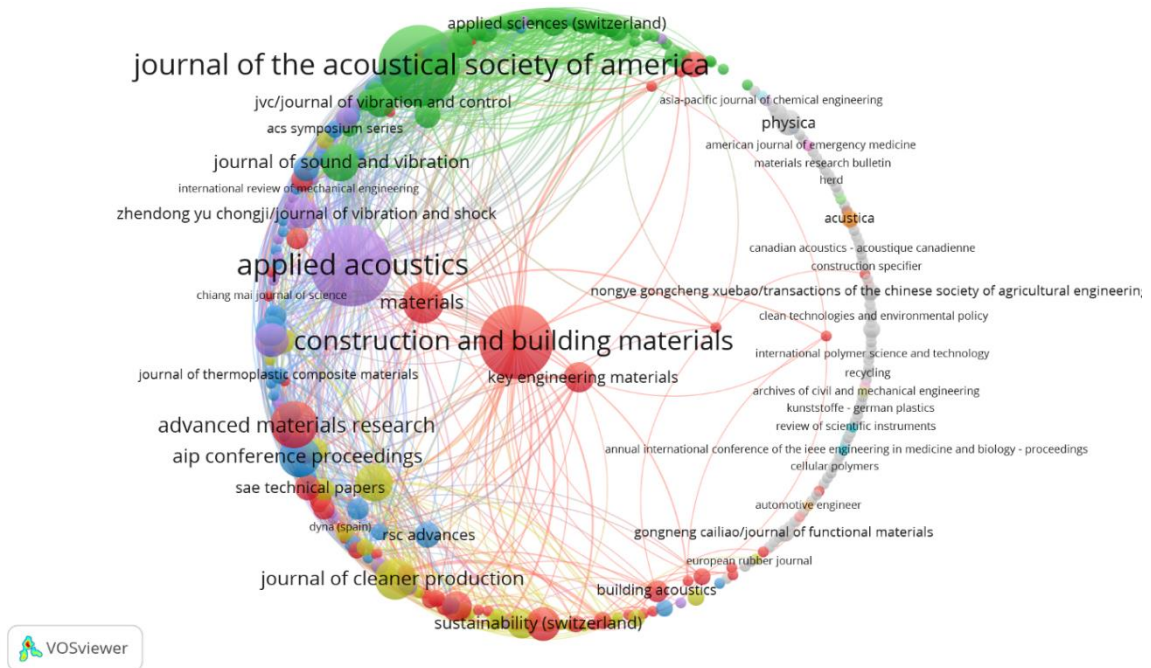 applied sciences (switzerland)
journal of the acoustical society of america
jvc/journal of vibration and control
asia-pacific journal of chemical engineering
physica
acs symposium series
american journal of emergency medicine
journal of sound and vibration
materials research bulletin
herd
international review of mechanical engineering
zhendong yu chongji/journal of vibration and shock
acustica
canadian acoustics - acoustique canadienne
applied acoustics
construction specifier
chiang mai journal of science
nongye gongcheng xuebao/transactions of the chinese society of agricultural engineering
materials
clean technologies and environmental policy
construction and building materials
international polymer science and technology
journal of thermoplastic composite materials
key engineering materials
recycling
archives of civil and mechanical engineering
kunststoffe - german plastics
advanced materials research
review of scientific instruments
annual international conference of the ieee engineering in medicine and biology - proceedings
aip conference proceedings
cellular polymers
sae technical papers
automotive engineer
dyna (spain)
rsc advances
gongneng cailiao/journal of functional materials
european rubber journal
journal of cleaner production
building acoustics
sustainability (switzerland)
VOSviewer